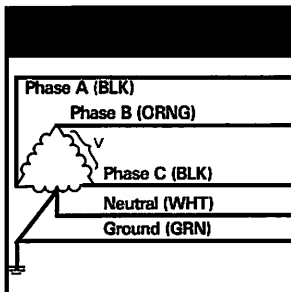 Phase A (BLK)
Phase B (ORNG)
V
Phase C (BLK)
Neutral (WHT)
Ground (GRN)